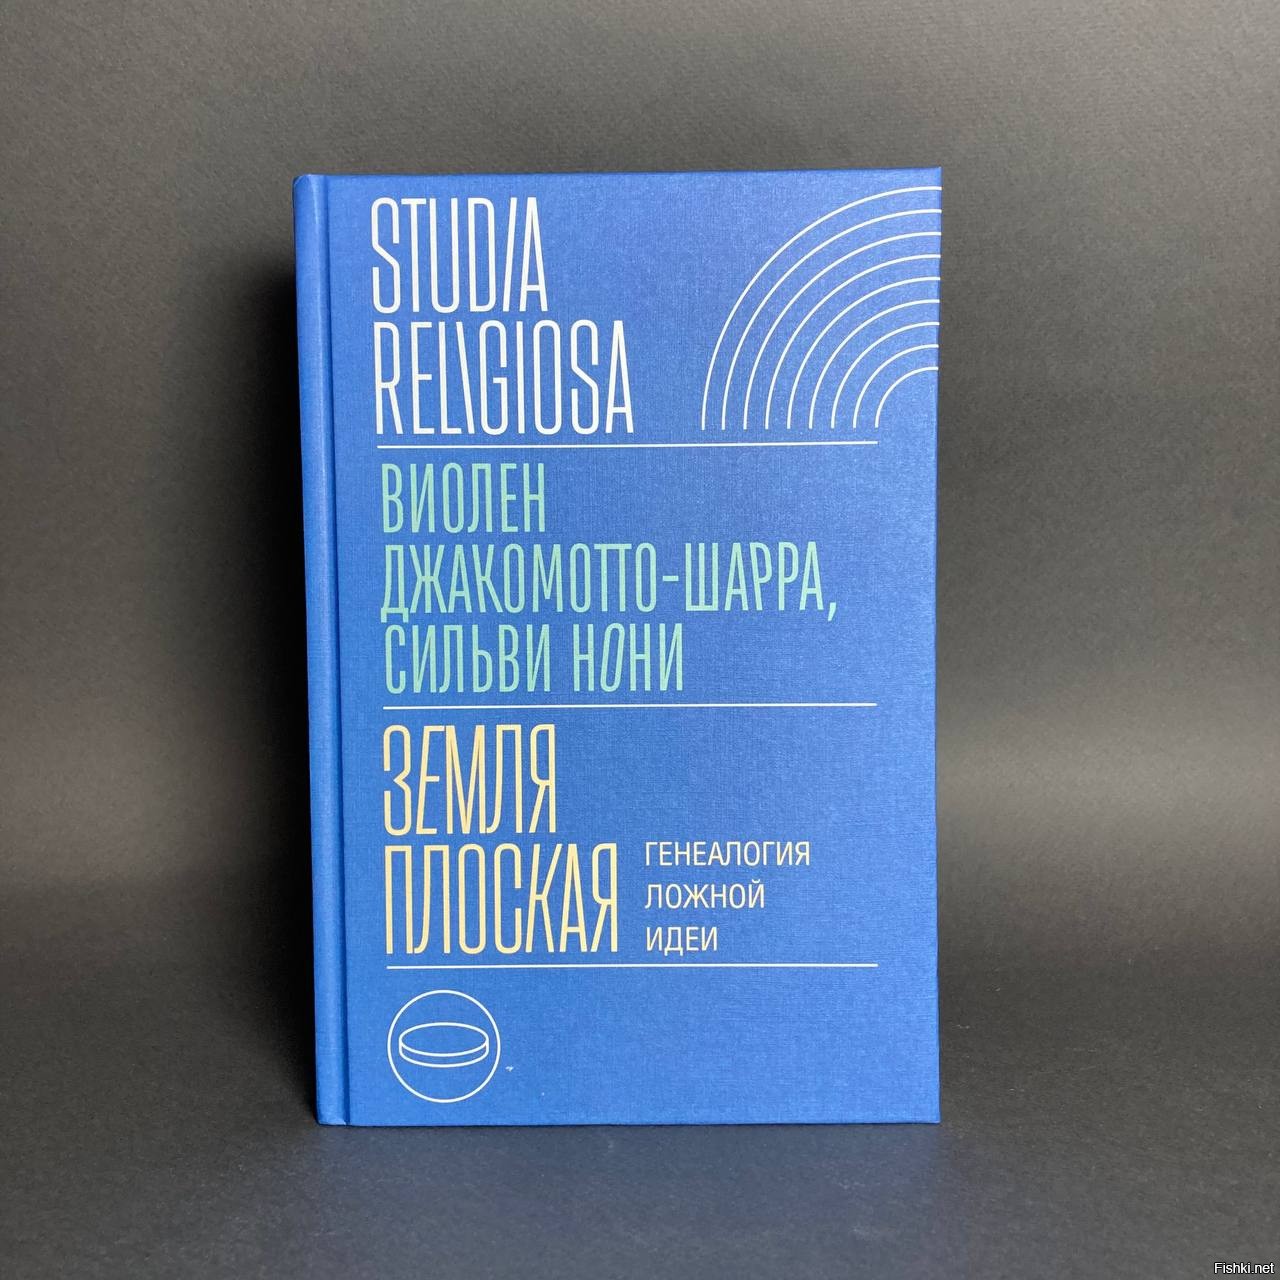 STUDIA
RELIGIOSA
ВИОЛЕН
ДЖАКОМОТТО-ШАРРА,
СИЛЬВИ НОНИ
ЗЕМЛЯ
ПЛОСКАЯ
ГЕНЕАЛОГИЯ
ЛОЖНОЙ
ИДЕИ
Fishki.net